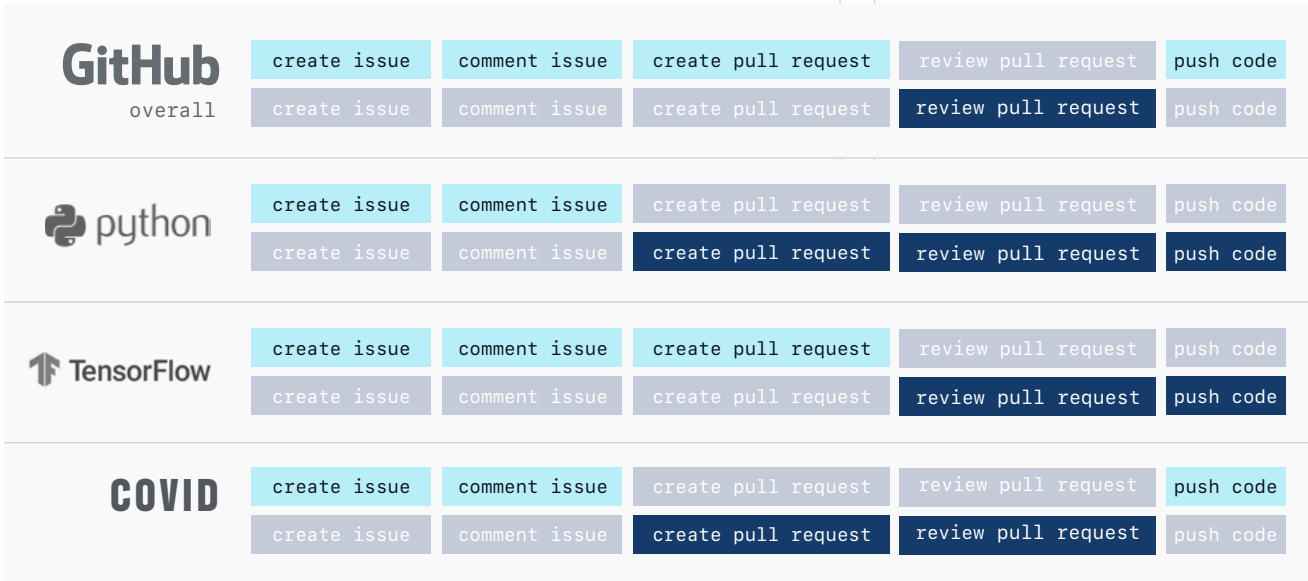 GitHub
overall
create issue comment issue create pull request review pull request push code
create issue comment issue create pull request review pull request push code
python
create issue comment issue create pull request review pull request push code
create issue comment issue create pull request review pull request push code
TensorFlow
create issue comment issue create pull request review pull request push code
create issue comment issue create pull request review pull request push code
COVID
create issue comment issue create pull request review pull request push code
create issue comment issue create pull request review pull request push code